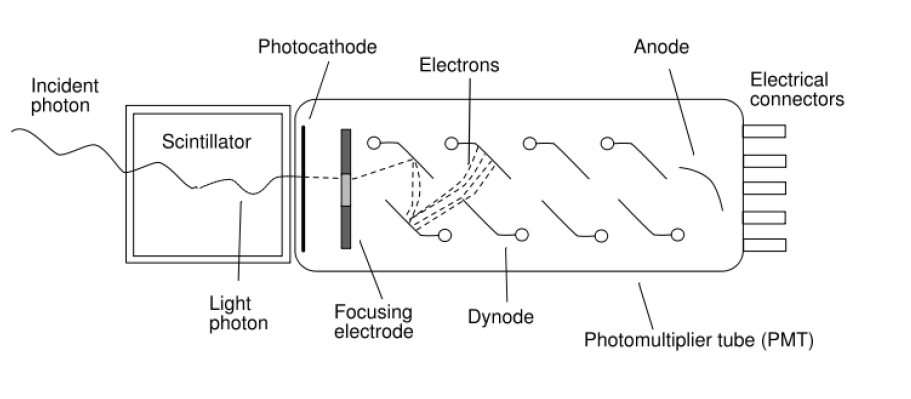 Photocathode
Anode
Electrons
Incident
photon
Electrical
connectors
Scintillator
Light
photon
Focusing
electrode
Dynode
Photomultiplier tube (PMT)